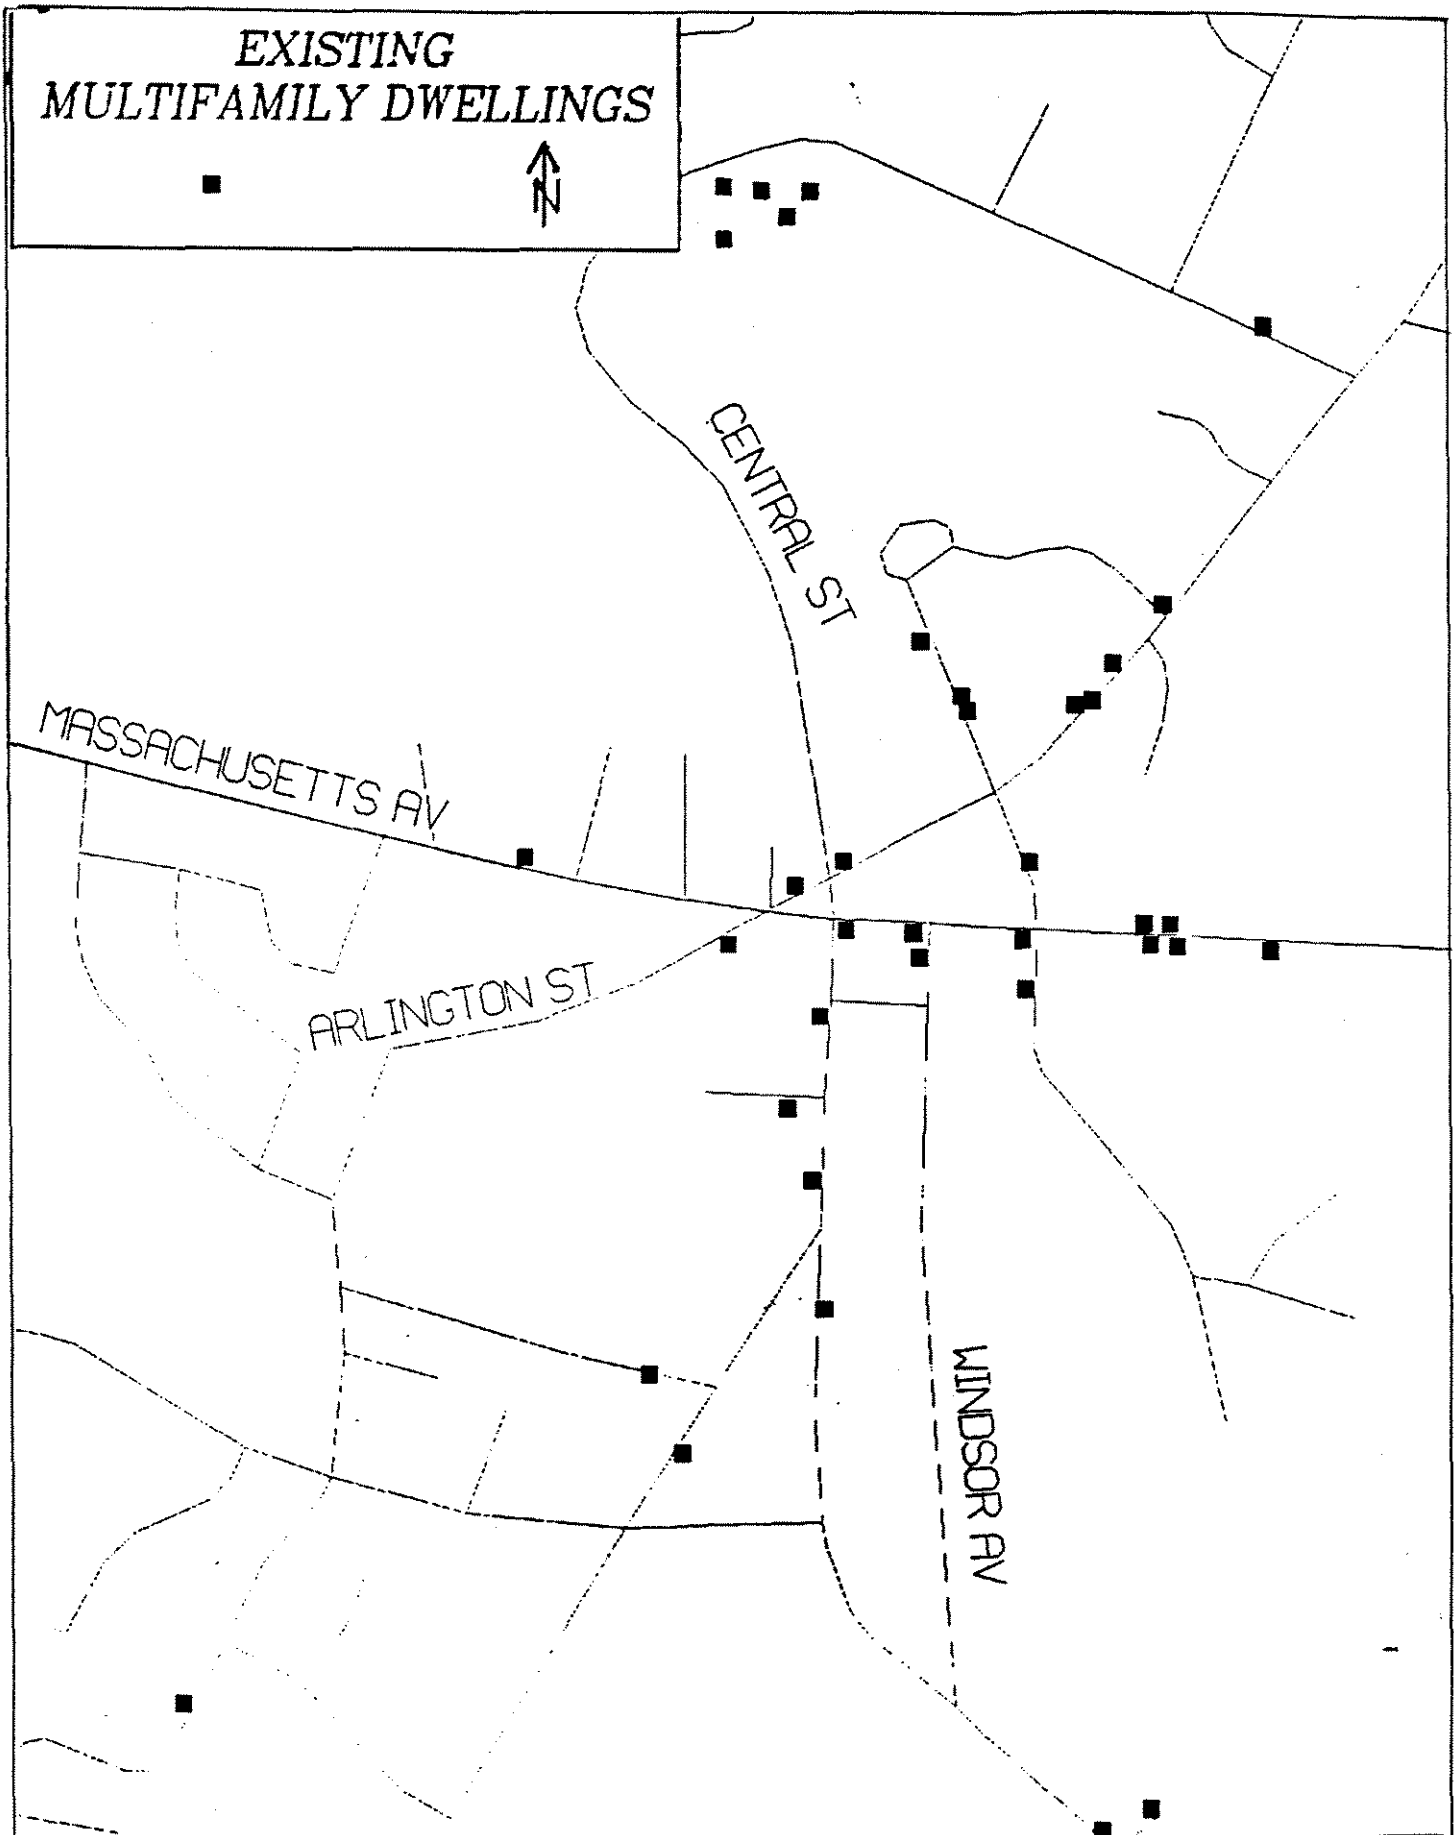 EXISTING
MULTIFAMILY DWELLINGS
N
CENTRAL ST
MASSACHUSETTS AV
ARLINGTON ST
WINDSOR AV